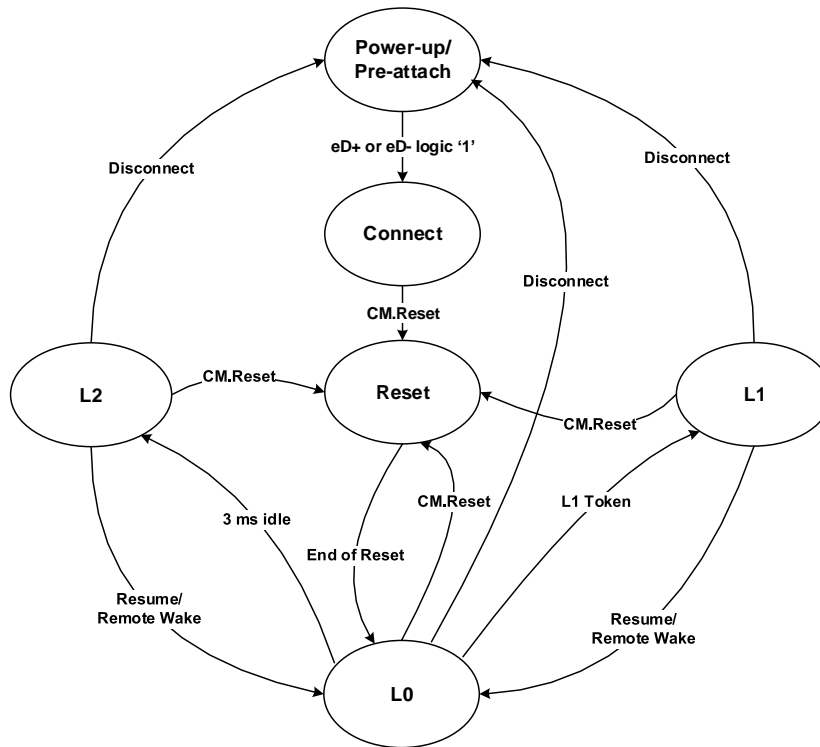 Power-up/
Pre-attach
eD+ or eD- logic ‘1’
Disconnect
Disconnect
Connect
Disconnect
CM.Reset
L2
CM.Reset
Reset
L1
CM.Reset
CM.Reset
L1 Token
3 ms idle
End of Reset
Resume/
Remote Wake
Resume/
Remote Wake
L0